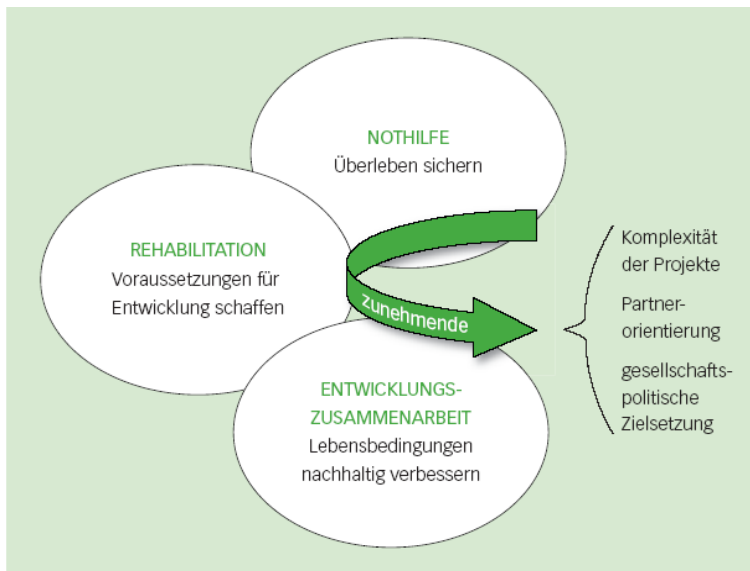 NOTHILFE
Überleben sichern
REHABILITATION
Voraussetzungen für
Entwicklung schaffen
zunehmende
ENTWICKLUNGS-
ZUSAMMENARBEIT
Lebensbedingungen
nachhaltig verbessern
Komplexität
der Projekte
Partner-
orientierung
gesellschafts-
politische
Zielsetzung